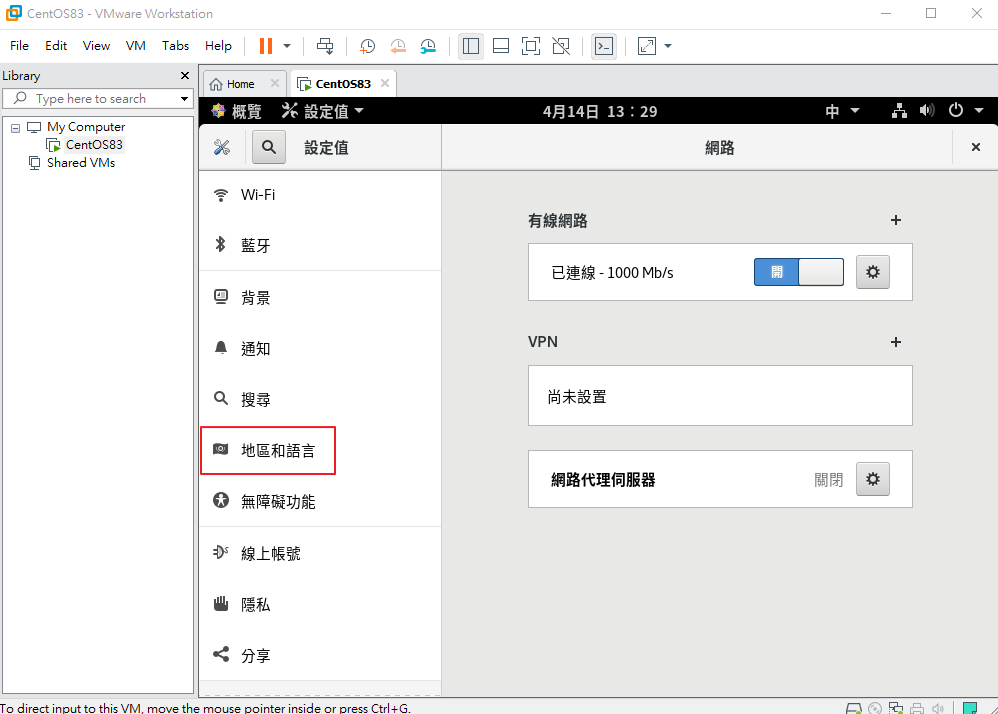 CentOS83 - VMware Workstation
File Edit View VM Tabs Help
Library
Type here to search
My Computer
CentOS83
Shared VMs
Home
CentOS83
概覽 設定值 4月14日 13：29 中
設定值 網路
Wi-Fi
藍牙
背景
通知
搜尋
地區和語言
無障礙功能
線上帳號
隱私
分享
有線網路 +
已連線 - 1000 Mb/s 開
VPN +
尚未設置
網路代理伺服器 關閉
To direct input to this VM, move the mouse pointer inside or press Ctrl+G.